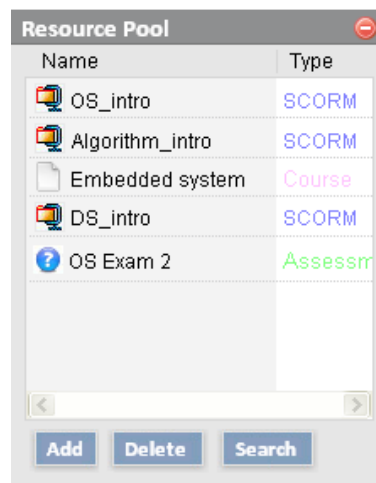 Resource Pool
Name Type
OS_intro SCORM
Algorithm_intro SCORM
Embedded system Course
DS_intro SCORM
OS Exam 2 Assessm
Add Delete Search